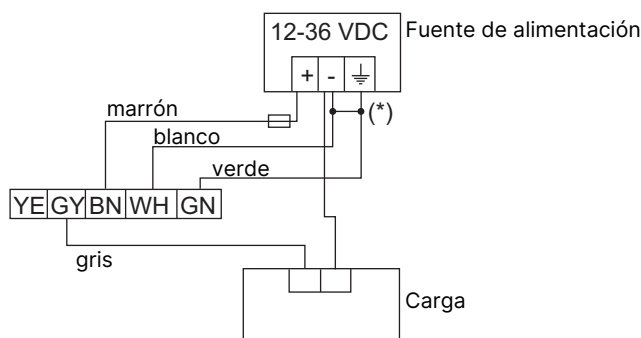 12-36 VDC
Fuente de alimentación
+ -
(*)
marrón
blanco
verde
YE GY BN WH GN
gris
Carga